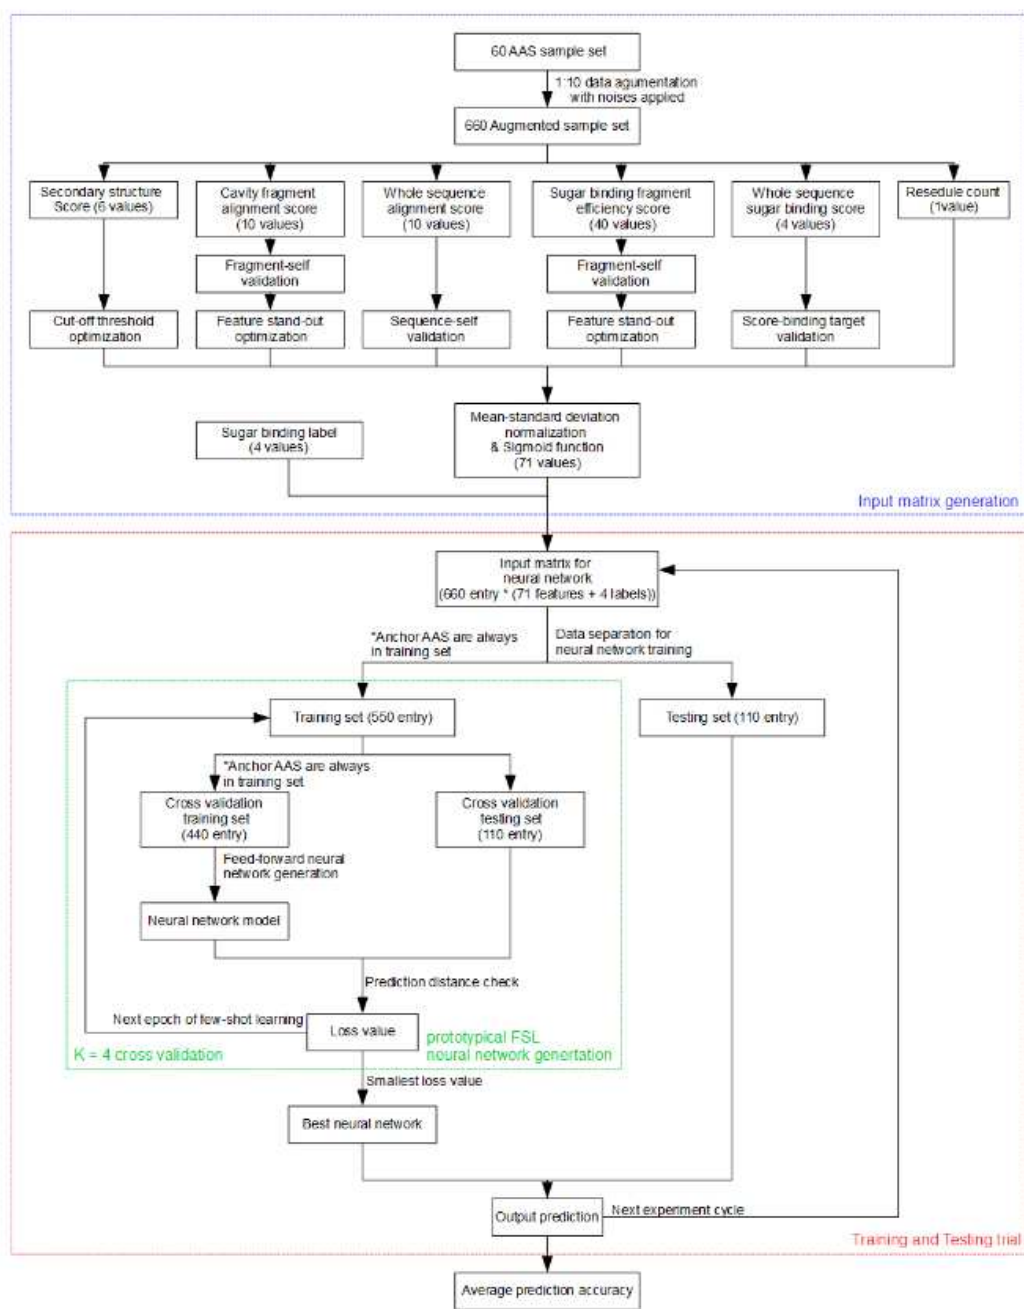 60 AAS sample set
1:10 data agumentation
with noises applied
660 Augmented sample set
Secondary structure
Score (6 values)
Cavity fragment
alignment score
(10 values)
Whole sequence
alignment score
(10 values)
Sugar binding fragment
efficiency score
(40 values)
Whole sequence
sugar binding score
(4 values)
Resedule count
(1value)
Fragment-self
validation
Fragment-self
validation
Cut-off threshold
optimization
Feature stand-out
optimization
Sequence-self
validation
Feature stand-out
optimization
Score-binding target
validation
Sugar binding label
(4 values)
Mean-standard deviation
normalization
& Sigmoid function
(71 values)
Input matrix generation
Input matrix for
neural network
(660 entry * (71 features + 4 labels))
*Anchor AAS are always
in training set
Data separation for
neural network training
Training set (550 entry)
Testing set (110 entry)
*Anchor AAS are always
in training set
Cross validation
training set
(440 entry)
Cross validation
testing set
(110 entry)
Feed-forward neural
network generation
Neural network model
Prediction distance check
Next epoch of few-shot learning
Loss value
prototypical FSL
neural network genertation
K = 4 cross validation
Smallest loss value
Best neural network
Output prediction
Next experiment cycle
Training and Testing trial
Average prediction accuracy